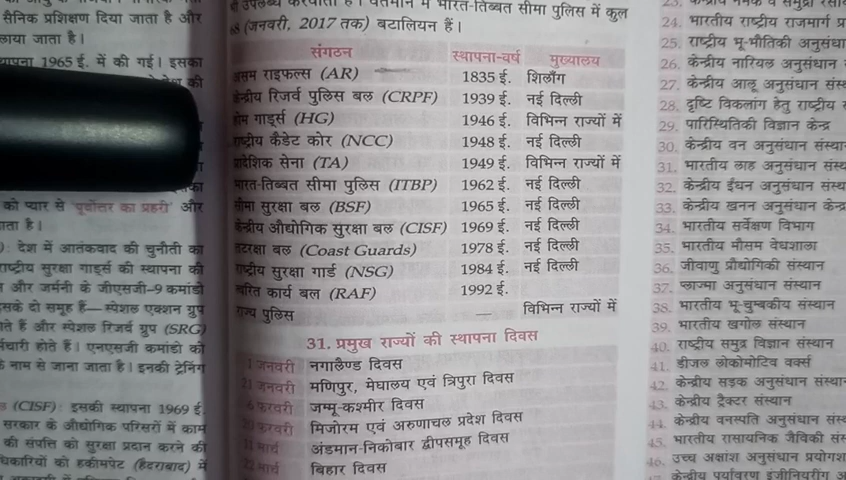 सैनिक प्रशिक्षण दिया जाता है और
लाया जाता है।
1965 ई. में की गई। इसका
को प्यार से 'पूर्वोत्तर का प्रहरी' और
जाता है।
): देश में आतंकवाद की चुनौती का
राष्ट्रीय सुरक्षा गार्ड्स की स्थापना की
और जर्मनी के जीएसजी-9 कमांडो
इसके दो समूह हैं—स्पेशल एक्शन ग्रुप
ते हैं और स्पेशल रिजर्व ग्रुप (SRG)
र्मचारी होते हैं। एनएसजी कमांडो को
के नाम से जाना जाता है। इनकी ट्रेनिंग
(CISF): इसकी स्थापना 1969 ई.
सरकार के औद्योगिक परिसरों में काम
की संपत्ति को सुरक्षा प्रदान करने की
धिकारियों को हकीमपेट (हैदराबाद) में
उपलब्ध करवाता है। वर्तमान में भारत-तिब्बत सीमा पुलिस में कुल
(जनवरी, 2017 तक) बटालियन हैं।
संगठन स्थापना-वर्ष मुख्यालय
असम राइफल्स (AR) 1835 ई. शिलौंग
केन्द्रीय रिजर्व पुलिस बल (CRPF) 1939 ई. नई दिल्ली
होम गार्ड्स (HG) 1946 ई. विभिन्न राज्यों में
राष्ट्रीय कैडेट कोर (NCC) 1948 ई. नई दिल्ली
प्रादेशिक सेना (TA) 1949 ई. विभिन्न राज्यों में
भारत-तिब्बत सीमा पुलिस (ITBP) 1962 ई. नई दिल्ली
सीमा सुरक्षा बल (BSF) 1965 ई. नई दिल्ली
केन्द्रीय औद्योगिक सुरक्षा बल (CISF) 1969 ई. नई दिल्ली
तटरक्षा बल (Coast Guards) 1978 ई. नई दिल्ली
राष्ट्रीय सुरक्षा गार्ड (NSG) 1984 ई. नई दिल्ली
त्वरित कार्य बल (RAF) 1992 ई.
राज्य पुलिस — विभिन्न राज्यों में
31. प्रमुख राज्यों की स्थापना दिवस
1 जनवरी नगालैण्ड दिवस
21 जनवरी मणिपुर, मेघालय एवं त्रिपुरा दिवस
6 फरवरी जम्मू-कश्मीर दिवस
20 फरवरी मिजोरम एवं अरुणाचल प्रदेश दिवस
मार्च अंडमान-निकोबार द्वीपसमूह दिवस
22 मार्च बिहार दिवस
24. भारतीय राष्ट्रीय राजमार्ग
25. राष्ट्रीय भू-भौतिकी अनुसंधा
26. केन्द्रीय नारियल अनुसंधान
27. केन्द्रीय आलू अनुसंधान संस्
28. दृष्टि विकलांग हेतु राष्ट्रीय
29. पारिस्थितिकी विज्ञान केन्द्र
30. केन्द्रीय वन अनुसंधान संस्था
31. भारतीय लाह अनुसंधान संस्थ
32. केन्द्रीय ईंधन अनुसंधान संस्थ
33. केन्द्रीय खनन अनुसंधान केन्द्र
34. भारतीय सर्वेक्षण विभाग
35. भारतीय मौसम वेधशाला
36. जीवाणु प्रौद्योगिकी संस्थान
37. प्लाज्मा अनुसंधान संस्थान
38. भारतीय भू-चुम्बकीय संस्थान
39. भारतीय खगोल संस्थान
40. राष्ट्रीय समुद्र विज्ञान संस्थान
41. डीजल लोकोमोटिव वर्क्स
42. केन्द्रीय सड़क अनुसंधान संस्था
43. केन्द्रीय ट्रैक्टर संस्थान
44. केन्द्रीय वनस्पति अनुसंधान संस्
45. भारतीय रासायनिक जैविकी संस्
46. उच्च अक्षांश अनुसंधान प्रयोगश
केन्द्रीय पर्यावरण इंजीनियरिंग